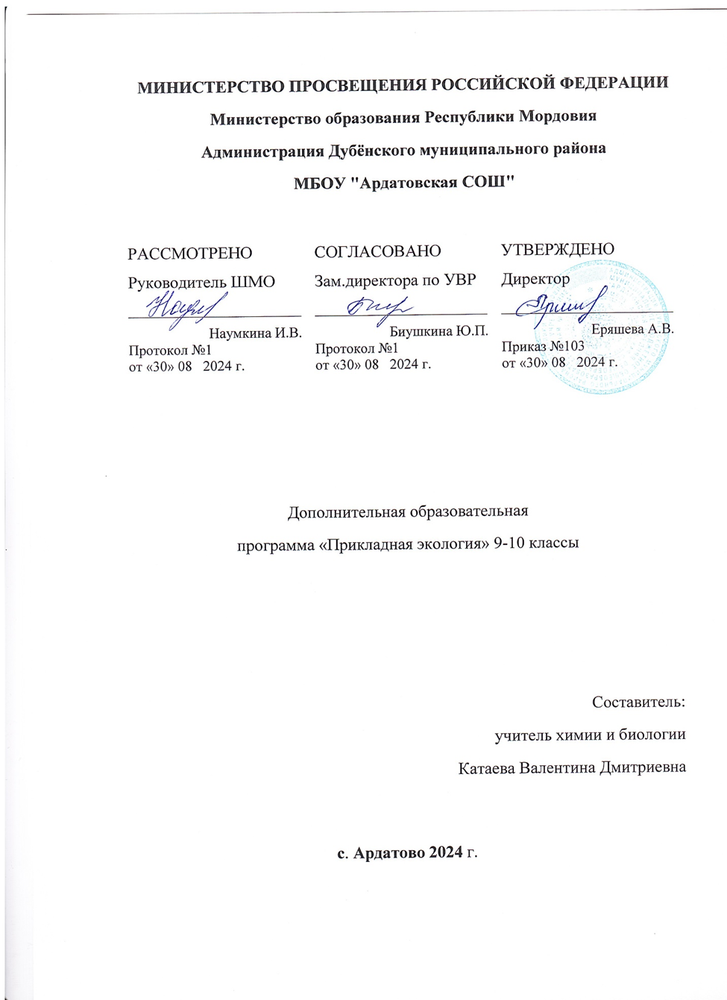 МИНИСТЕРСТВО ПРОСВЕЩЕНИЯ РОССИЙСКОЙ ФЕДЕРАЦИИ
Министерство образования Республики Мордовия
Администрация Дубёнского муниципального района
МБОУ "Ардатовская СОШ"
РАССМОТРЕНО
Руководитель ШМО
Наумкина И.В.
Протокол №1
от «30» 08 2024 г.
СОГЛАСОВАНО
Зам.директора по УВР
Биушкина Ю.П.
Протокол №1
от «30» 08 2024 г.
УТВЕРЖДЕНО
Директор
Еряшева А.В.
Приказ №103
от «30» 08 2024 г.
Дополнительная образовательная
программа «Прикладная экология» 9-10 классы
Составитель:
учитель химии и биологии
Катаева Валентина Дмитриевна
с. Ардатово 2024 г.